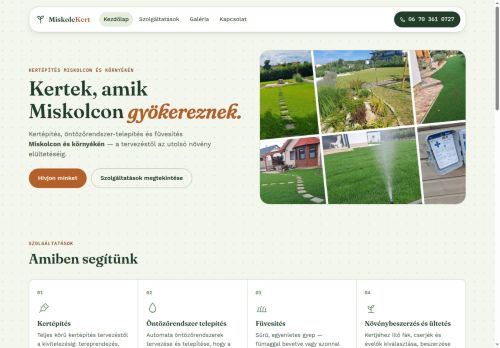 MiskolcKert
Kezdőlap Szolgáltatások Galéria Kapcsolat
06 70 361 0727
KERTÉPÍTÉS MISKOLCON ÉS KÖRNYÉKÉN
Kertek, amik
Miskolcon gyökereznek.
Kertépítés, öntözőrendszer-telepítés és füvesítés
Miskolcon és környékén — a tervezéstől az utolsó növény
elültetéséig.
Hívjon minket
Szolgáltatások megtekintése
SZOLGÁLTATÁSOK
Amiben segítünk
01
Kertépítés
Teljes körű kertépítés tervezéstől
a kivitelezésig: tereprendezés,
02
Öntözőrendszer telepítés
Automata öntözőrendszerek
tervezése és telepítése, hogy a
03
Füvesítés
Sűrű, egyenletes gyep —
fűmaggal bevetve vagy azonnal
04
Növénybeszerzés és ültetés
Kertjéhez illő fák, cserjék és
évelők kiválasztása, beszerzése